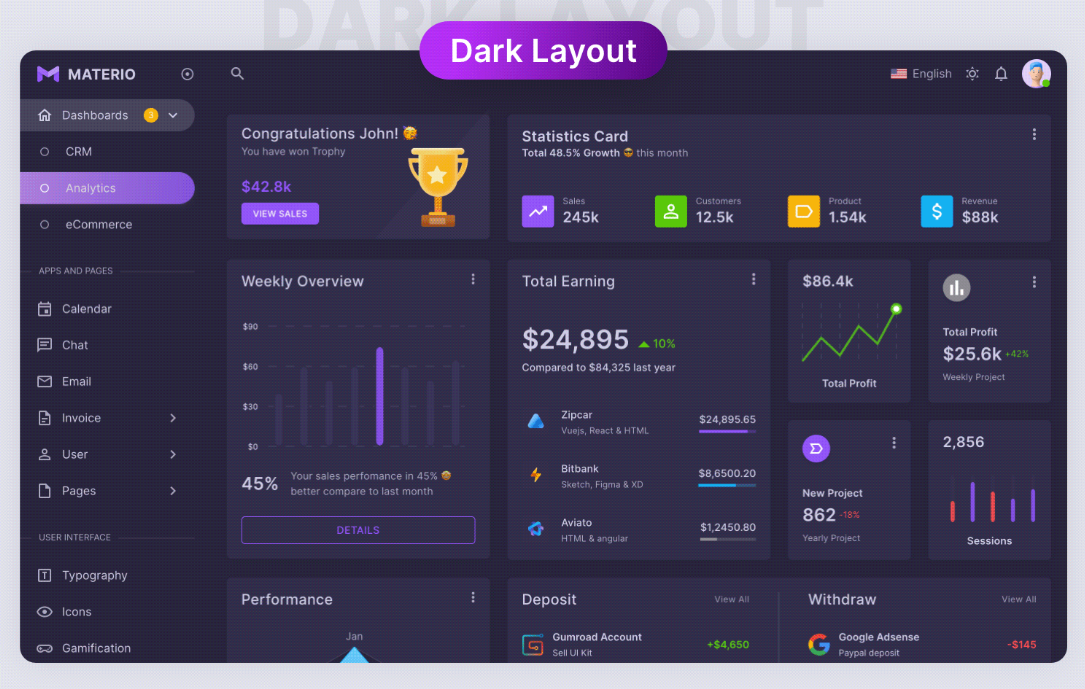 DARK LAYOUT
Dark Layout
MATERIO
English
Dashboards 3
CRM
Analytics
eCommerce
APPS AND PAGES
Calendar
Chat
Email
Invoice
User
Pages
USER INTERFACE
Typography
Icons
Gamification
Congratulations John! 🥳
You have won Trophy
$42.8k
VIEW SALES
Statistics Card
Total 48.5% Growth 😎 this month
Sales
245k
Customers
12.5k
Product
1.54k
Revenue
$88k
Weekly Overview
$90
$60
$30
$0
45%
Your sales perfomance in 45% 🤩
better compare to last month
DETAILS
Total Earning
$24,895 10%
Compared to $84,325 last year
Zipcar
Vuejs, React & HTML
$24,895.65
Bitbank
Sketch, Figma & XD
$8,6500.20
Aviato
HTML & angular
$1,2450.80
$86.4k
Total Profit
Total Profit
$25.6k +42%
Weekly Project
New Project
862 -18%
Yearly Project
2,856
Sessions
Performance
Jan
Deposit
View All
Gumroad Account
Sell UI Kit
+$4,650
Withdraw
View All
Google Adsense
Paypal deposit
-$145